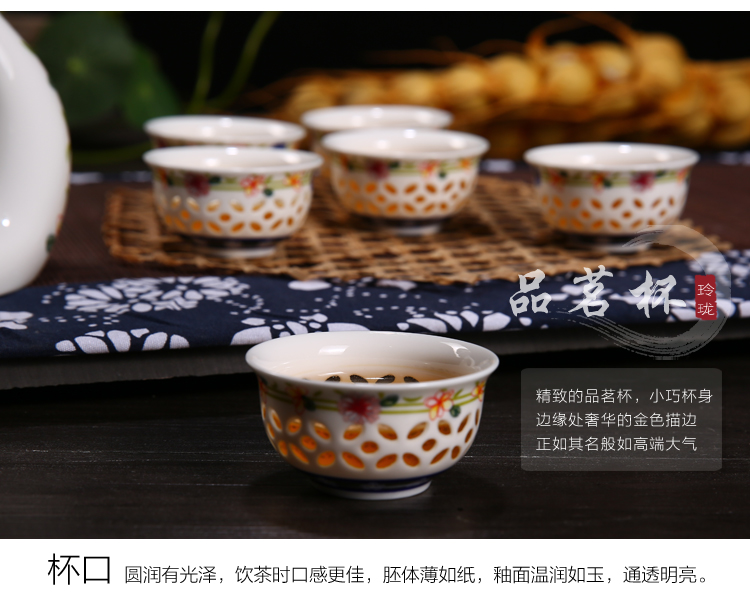 品茗杯 玲珑
精致的品茗杯，小巧杯身
边缘处奢华的金色描边
正如其名般如高端大气
杯口 圆润有光泽，饮茶时口感更佳，胚体薄如纸，釉面温润如玉，通透明亮。